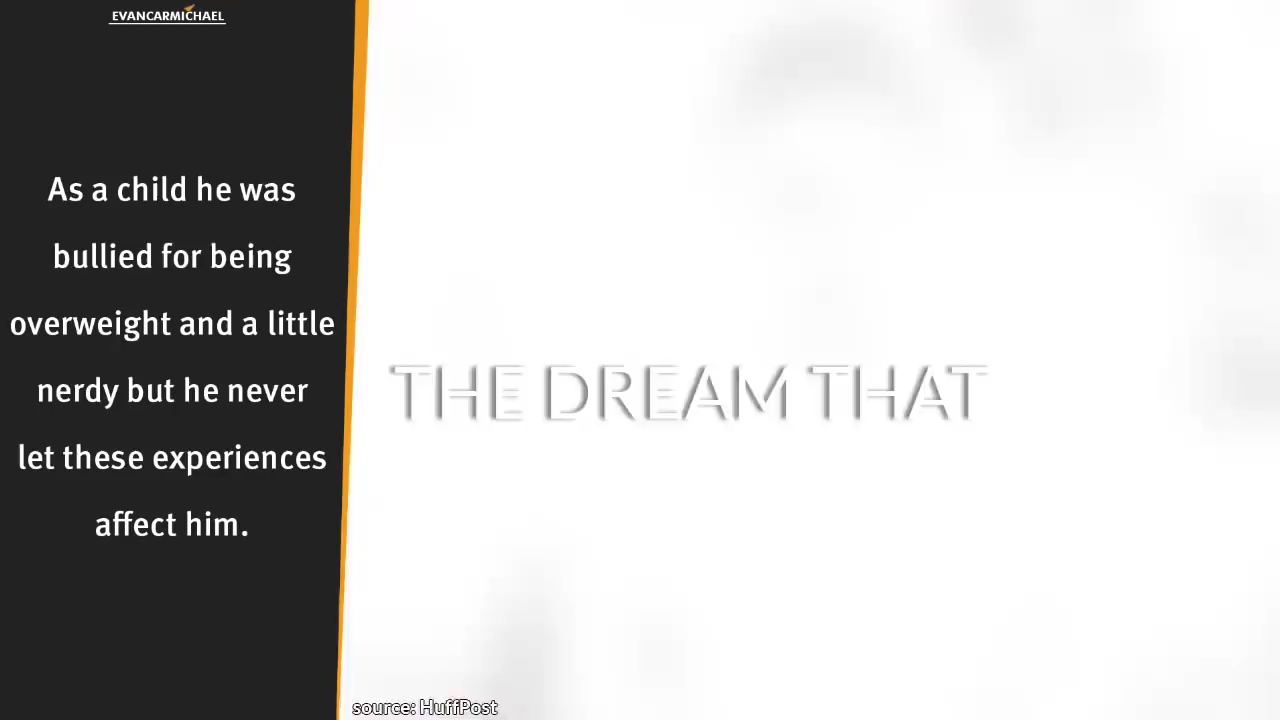 EVANCARMICHAEL
As a child he was
bullied for being
overweight and a little
nerdy but he never
let these experiences
affect him.
THE DREAM THAT
source: HuffPost